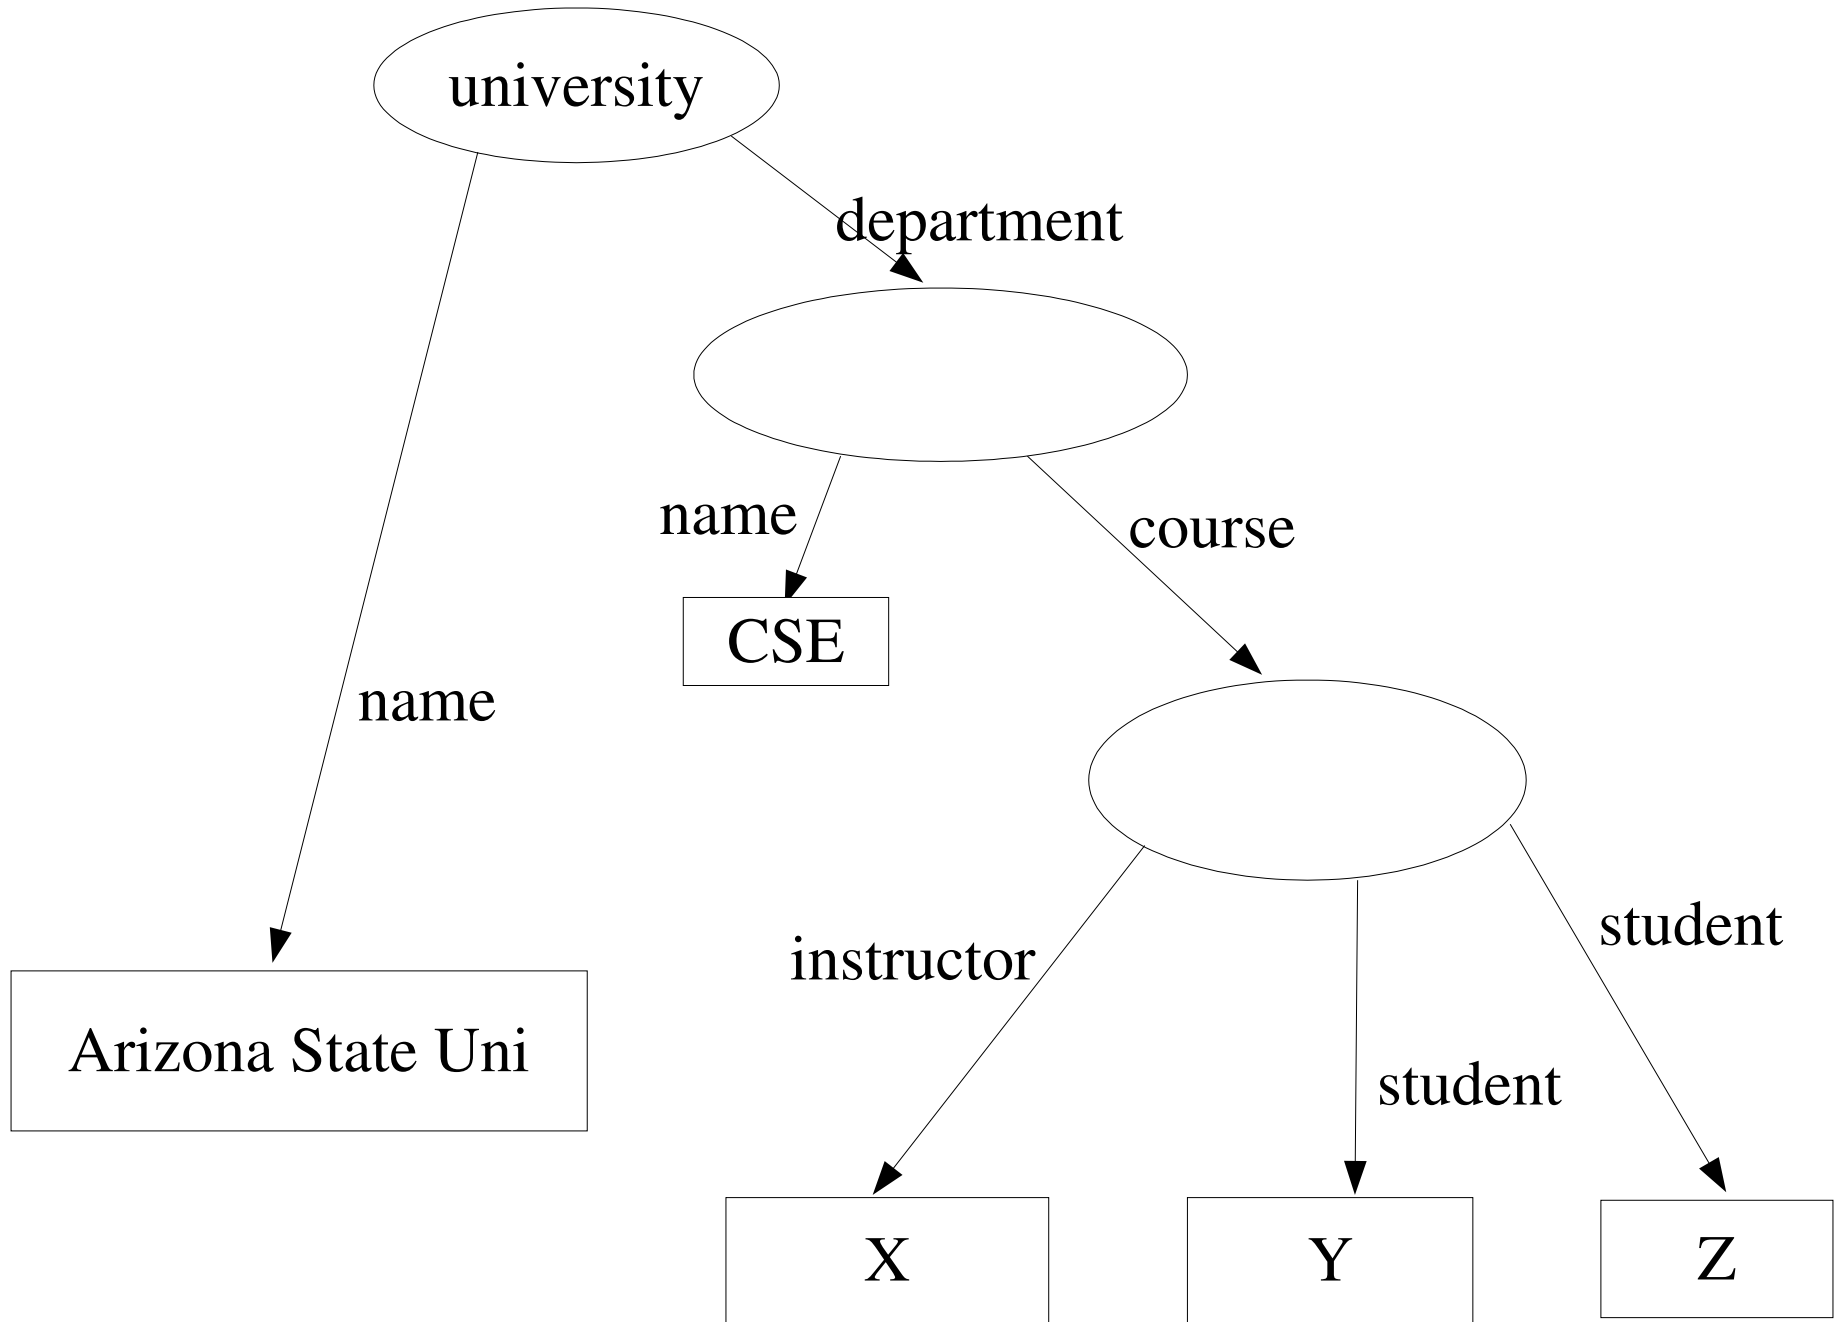 university
department
name
course
CSE
name
student
instructor
Arizona State Uni
student
X
Y
Z